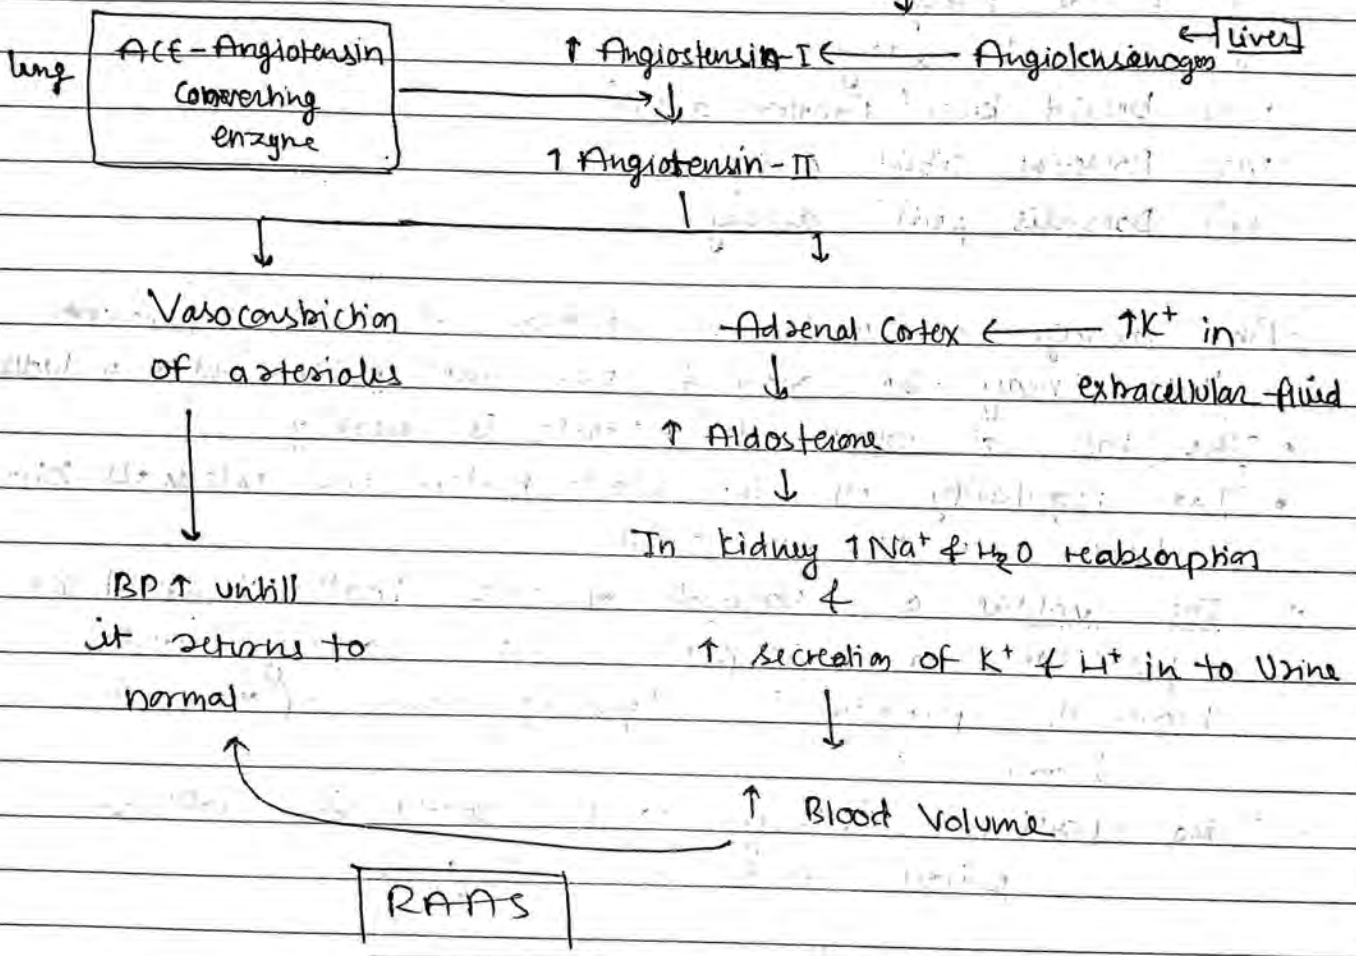 lung
ACE - Angiotensin
Converting
enzyme
↑ Angiostensin-I ← Angiotensinogen ← Liver
↑ Angiotensin-II
Vasoconstriction
of arterioles
Adrenal Cortex ← ↑K⁺ in
extracellular fluid
↑ Aldosterone
In kidney ↑Na⁺ & H₂O reabsorption
&
↑ secreation of K⁺ & H⁺ in to Urine
BP↑ untill
it returns to
normal
↑ Blood Volume
RAAS